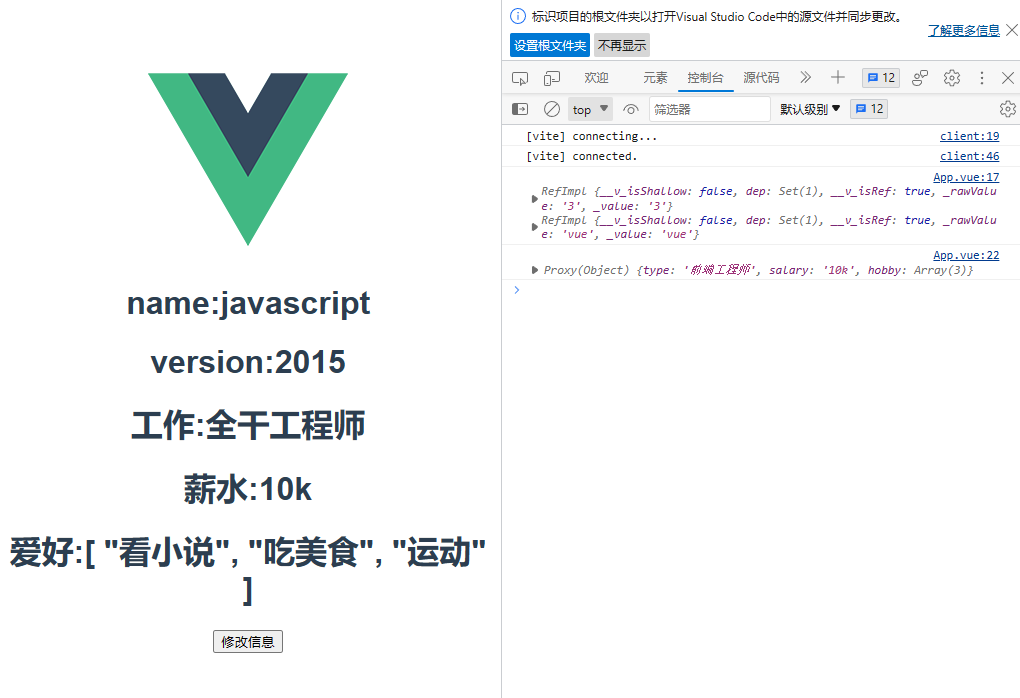 name:javascript
version:2015
工作:全干工程师
薪水:10k
爱好:[ "看小说", "吃美食", "运动"
]
修改信息
标识项目的根文件夹以打开Visual Studio Code中的源文件并同步更改。
了解更多信息
设置根文件夹 不再显示
欢迎 元素 控制台 源代码 12
top 筛选器 默认级别 12
[vite] connecting... client:19
[vite] connected. client:46
App.vue:17
RefImpl {__v_isShallow: false, dep: Set(1), __v_isRef: true, _rawValu
e: '3', _value: '3'}
RefImpl {__v_isShallow: false, dep: Set(1), __v_isRef: true, _rawValu
e: 'vue', _value: 'vue'}
App.vue:22
Proxy(Object) {type: '前端工程师', salary: '10k', hobby: Array(3)}